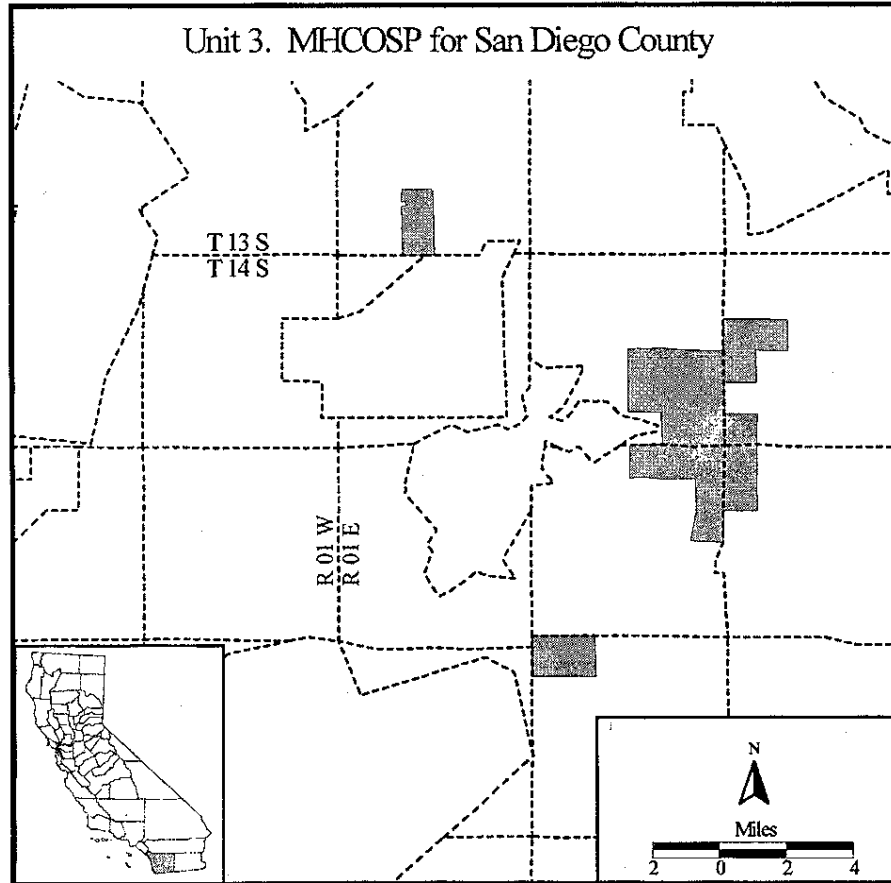 Unit 3. MHCOSP for San Diego County
T 13 S
T 14 S
R 01 W
R 01 E
N
Miles
2 0 2 4